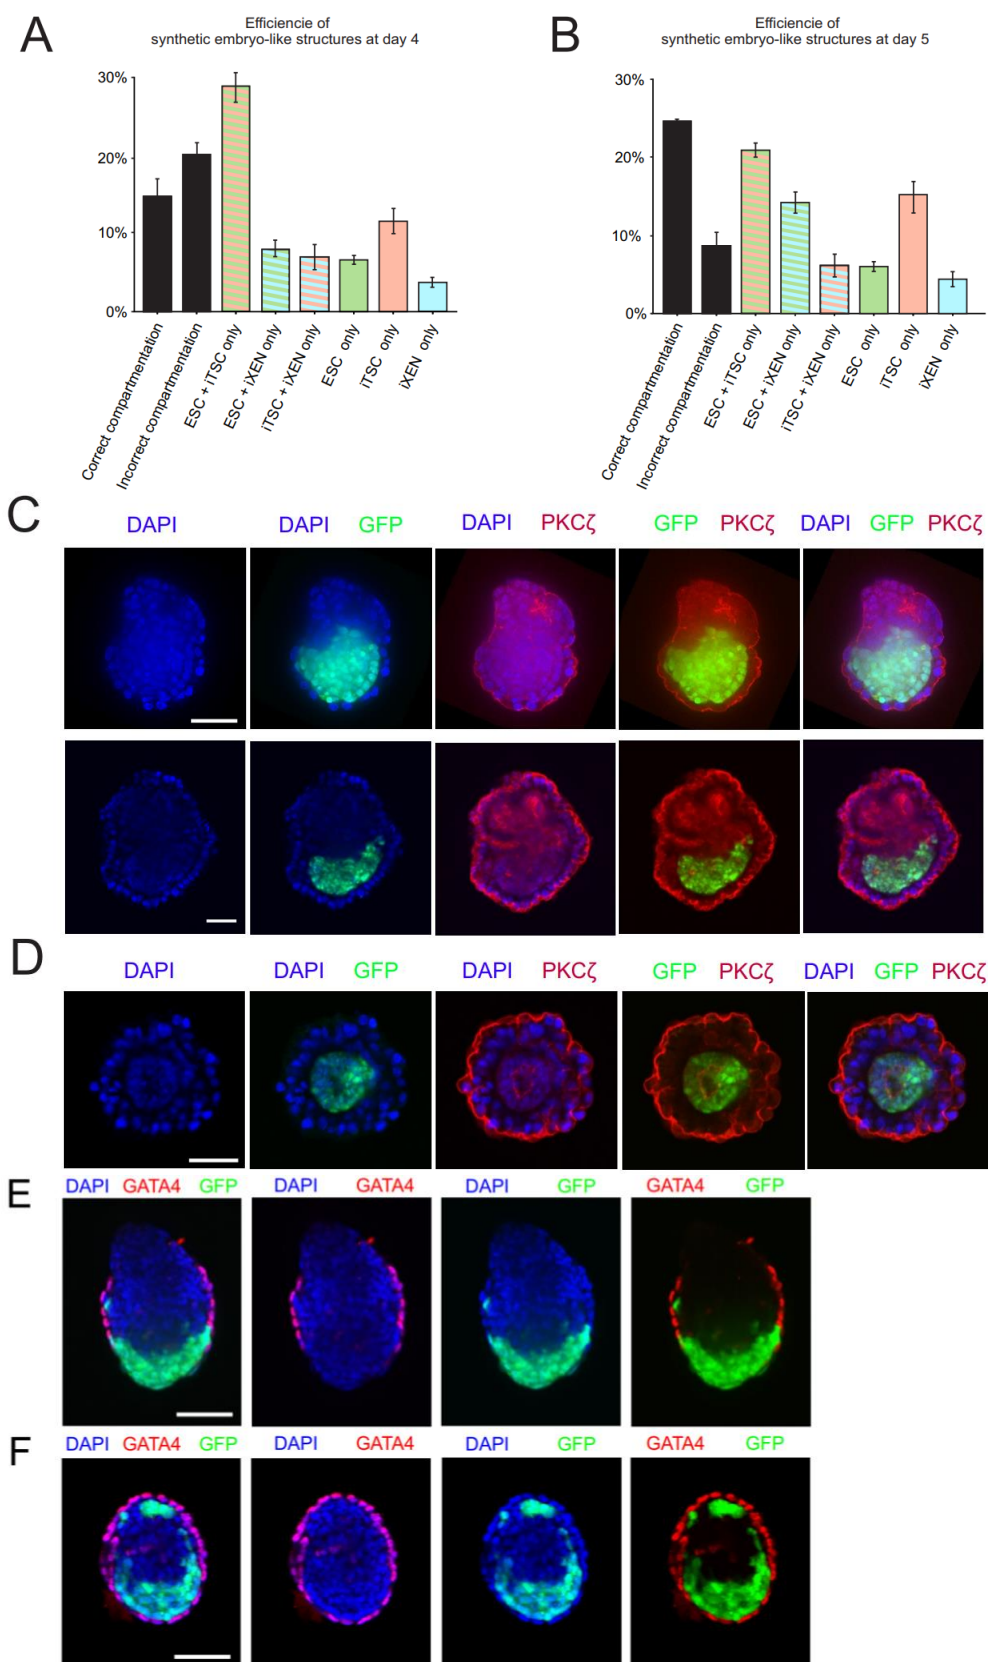 A
Efficiencie of
synthetic embryo-like structures at day 4
30%
20%
10%
0%
Correct compartmentation
Incorrect compartmentation
ESC + iTSC only
ESC + iXEN only
iTSC + iXEN only
ESC only
iTSC only
iXEN only
B
Efficiencie of
synthetic embryo-like structures at day 5
30%
20%
10%
0%
Correct compartmentation
Incorrect compartmentation
ESC + iTSC only
ESC + iXEN only
iTSC + iXEN only
ESC only
iTSC only
iXEN only
C
DAPI
DAPI GFP
DAPI PKCζ
GFP PKCζ
DAPI GFP PKCζ
D
DAPI
DAPI GFP
DAPI PKCζ
GFP PKCζ
DAPI GFP PKCζ
E
DAPI GATA4 GFP
DAPI GATA4
DAPI GFP
GATA4 GFP
F
DAPI GATA4 GFP
DAPI GATA4
DAPI GFP
GATA4 GFP